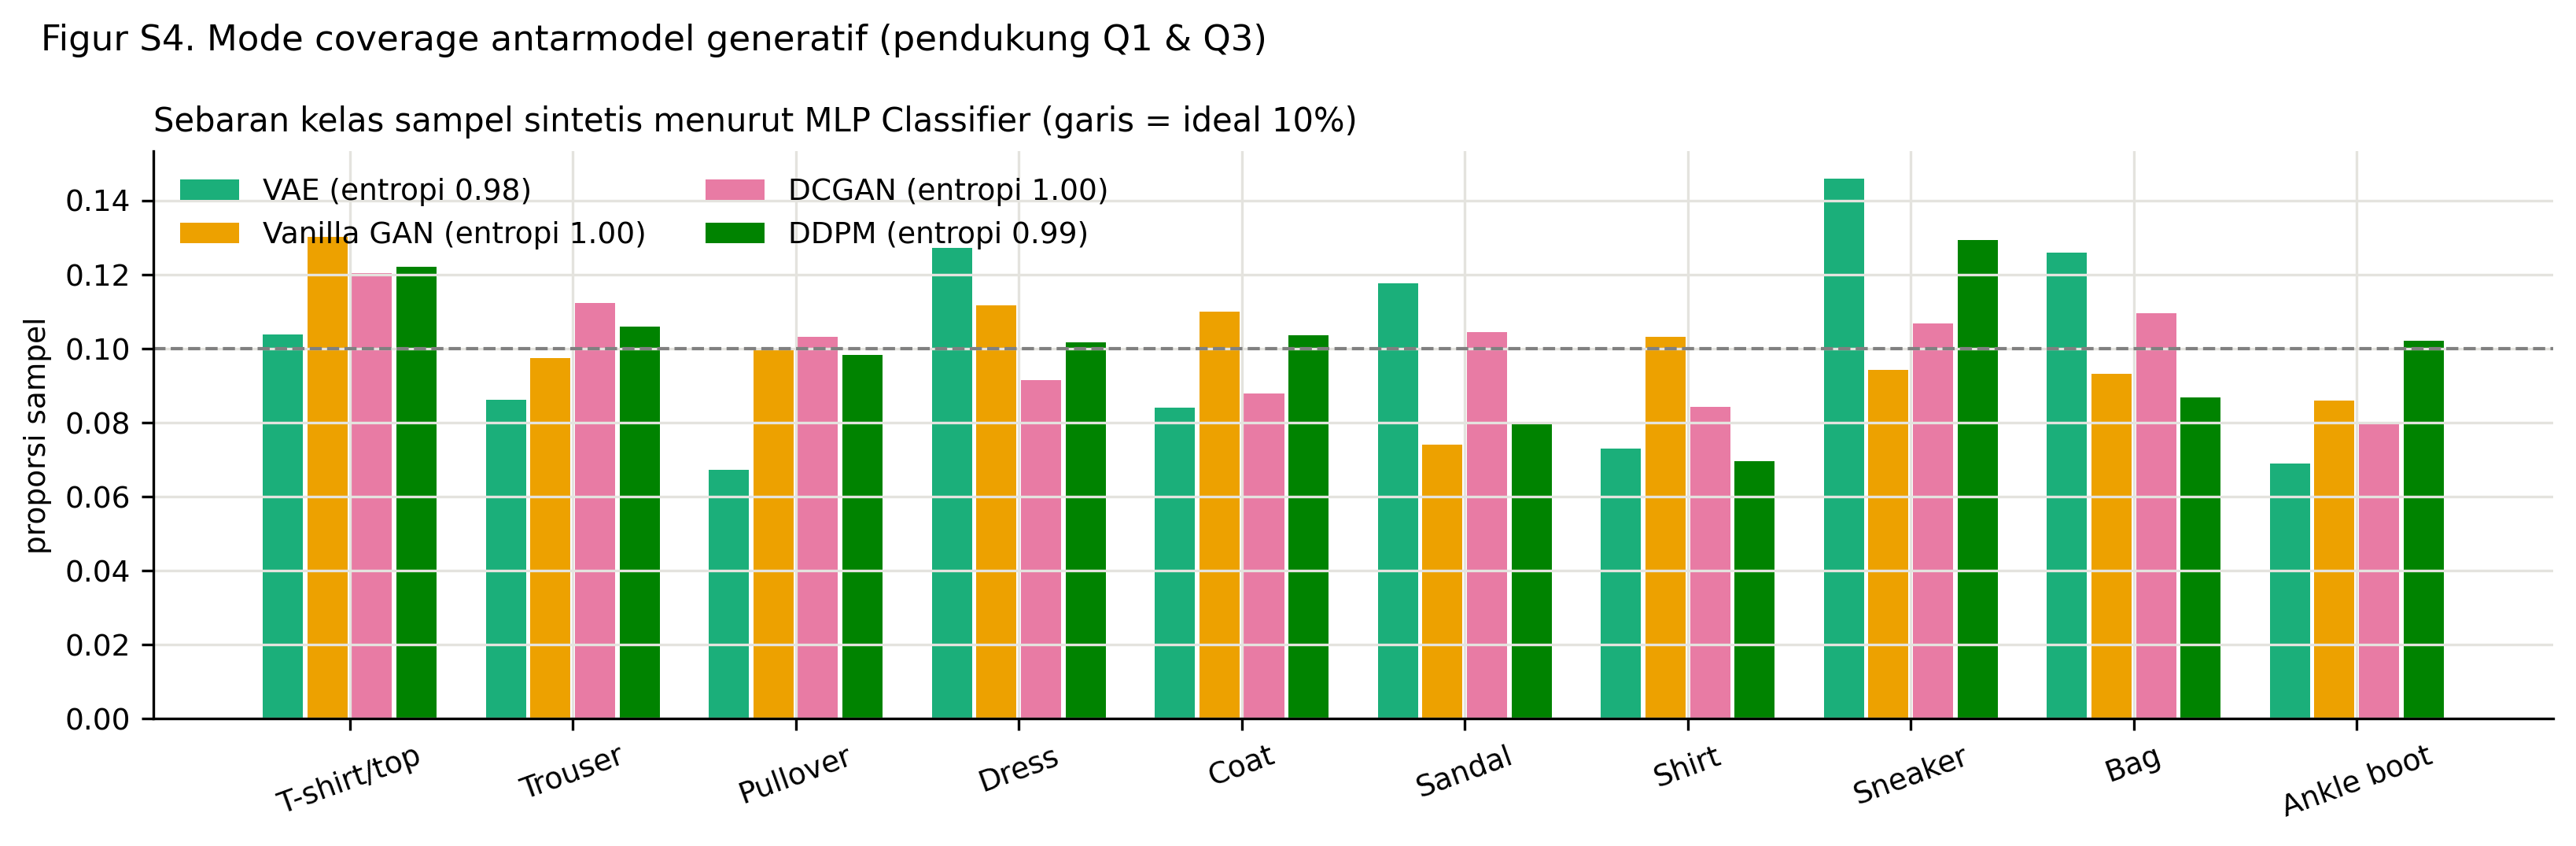 Figur S4. Mode coverage antarmodel generatif (pendukung Q1 & Q3)
Sebaran kelas sampel sintetis menurut MLP Classifier (garis = ideal 10%)
VAE (entropi 0.98)
Vanilla GAN (entropi 1.00)
DCGAN (entropi 1.00)
DDPM (entropi 0.99)
proporsi sampel
0.14
0.12
0.10
0.08
0.06
0.04
0.02
0.00
T-shirt/top
Trouser
Pullover
Dress
Coat
Sandal
Shirt
Sneaker
Bag
Ankle boot